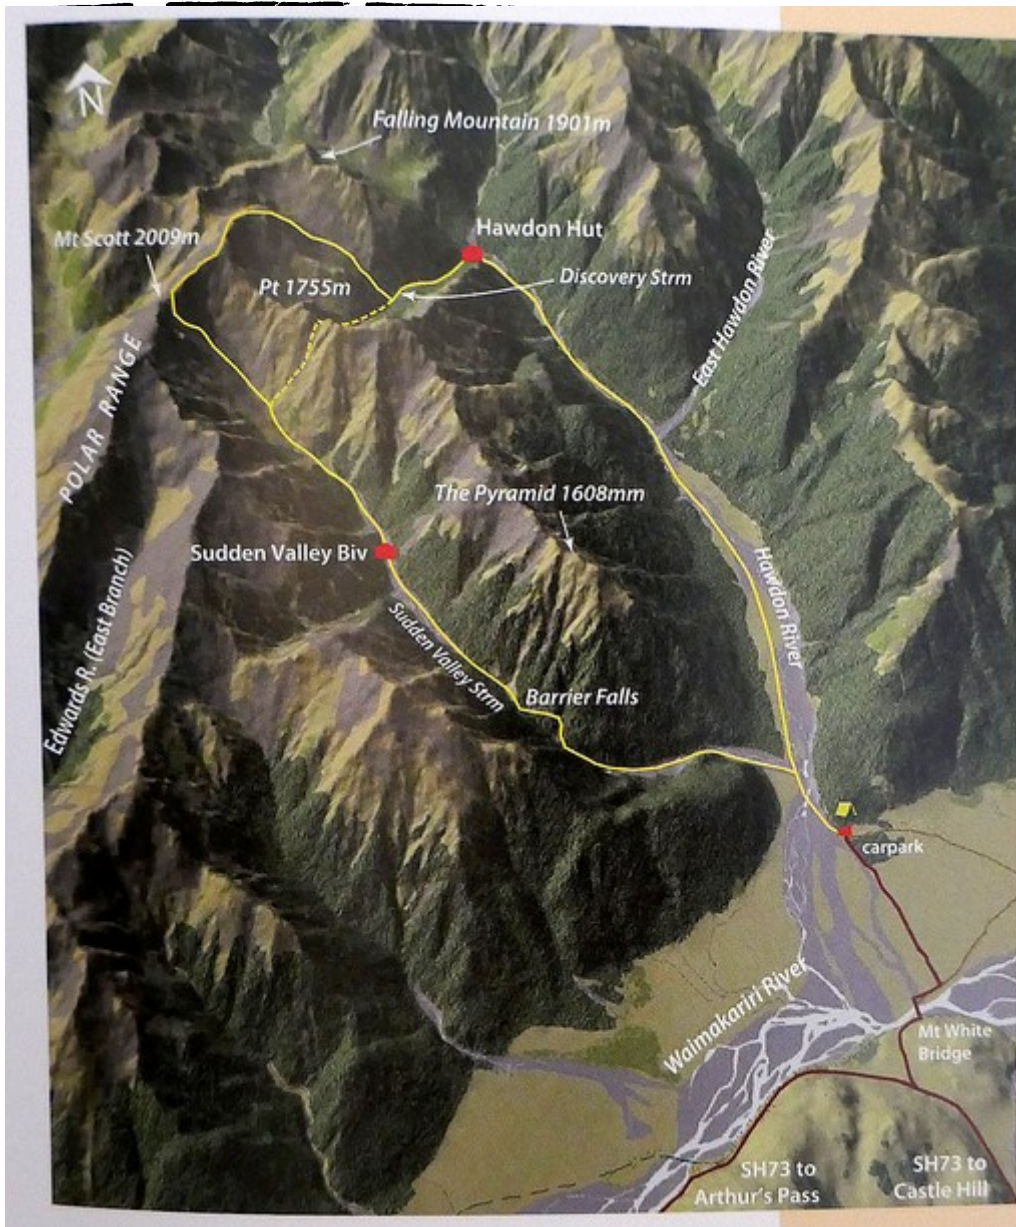 N
Falling Mountain 1901m
Mt Scott 2009m
Hawdon Hut
Pt 1755m
Discovery Strm
East Hawdon River
POLAR RANGE
The Pyramid 1608mm
Sudden Valley Biv
Hawdon River
Edwards R. (East Branch)
Sudden Valley Strm
Barrier Falls
carpark
Waimakariri River
Mt White
Bridge
SH73 to
Arthur's Pass
SH73 to
Castle Hill